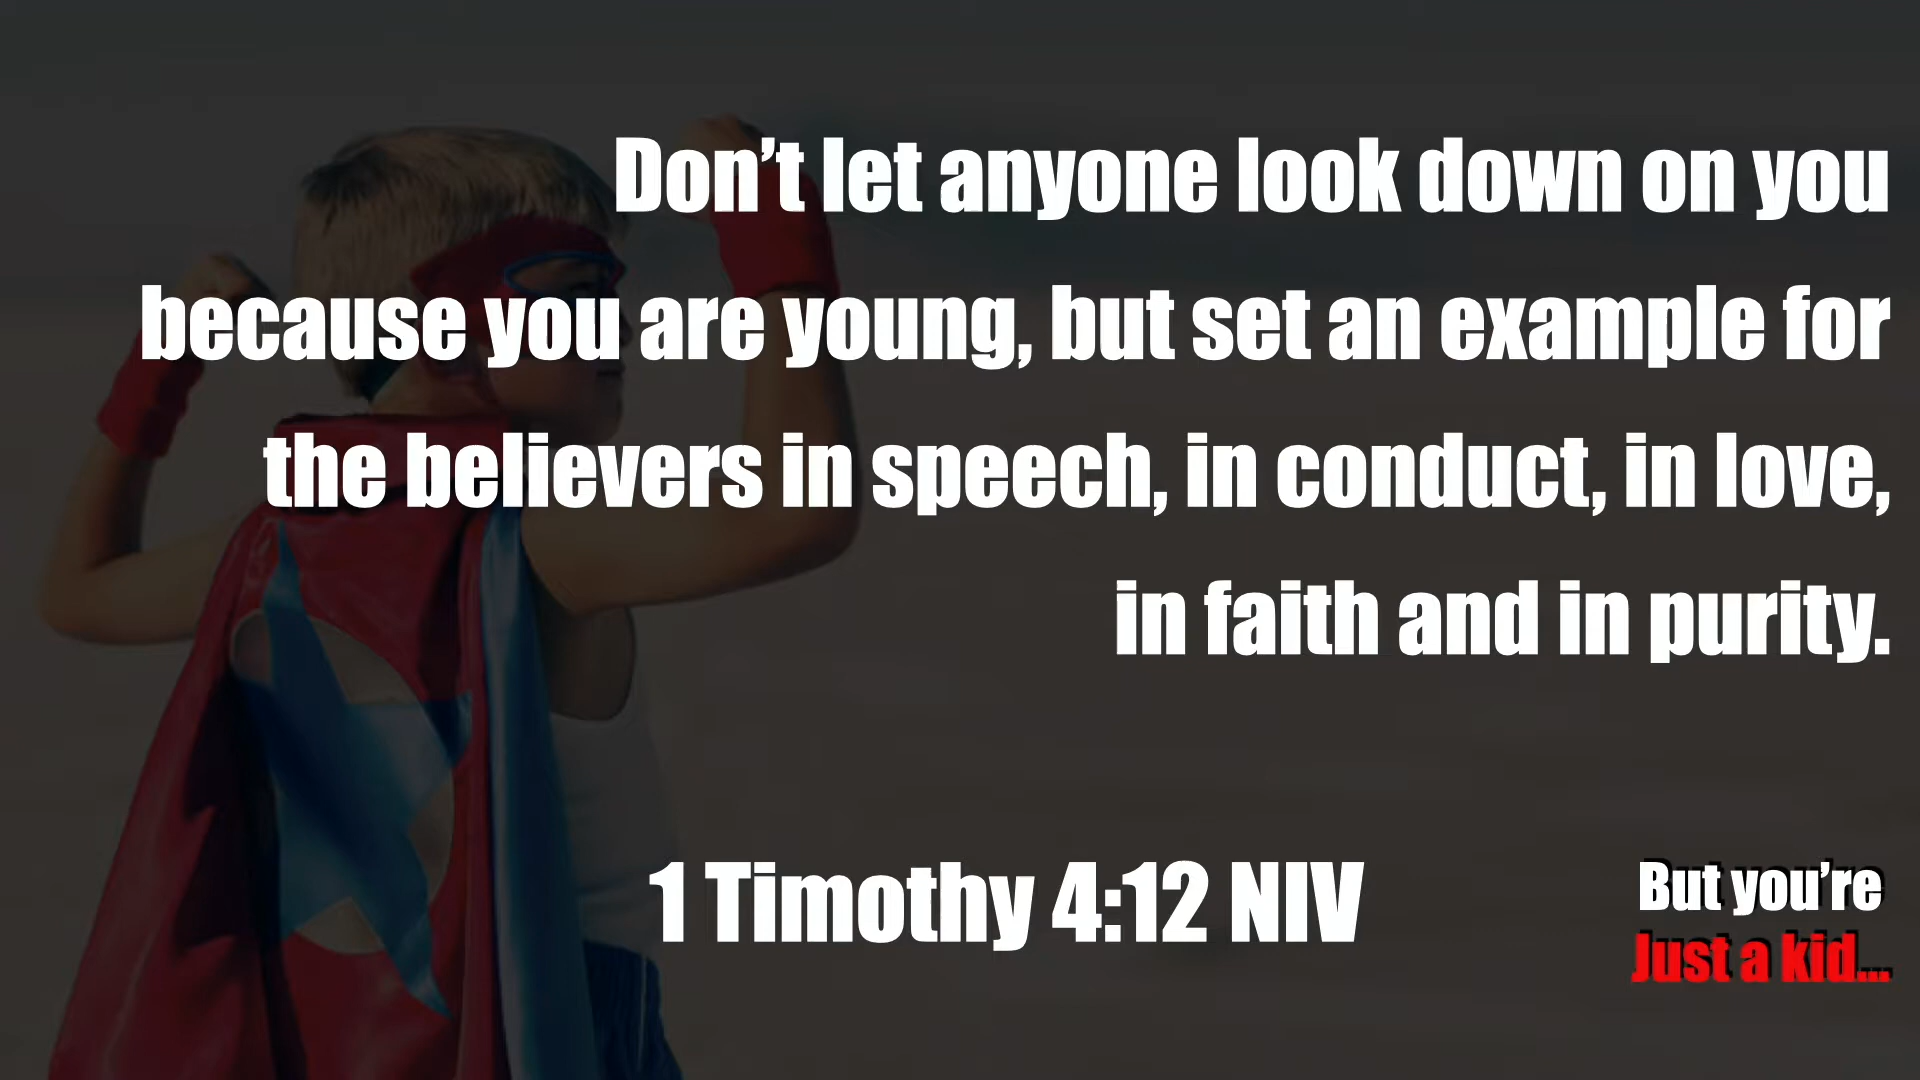 Don’t let anyone look down on you
because you are young, but set an example for
the believers in speech, in conduct, in love,
in faith and in purity.
1 Timothy 4:12 NIV
But you’re
Just a kid...